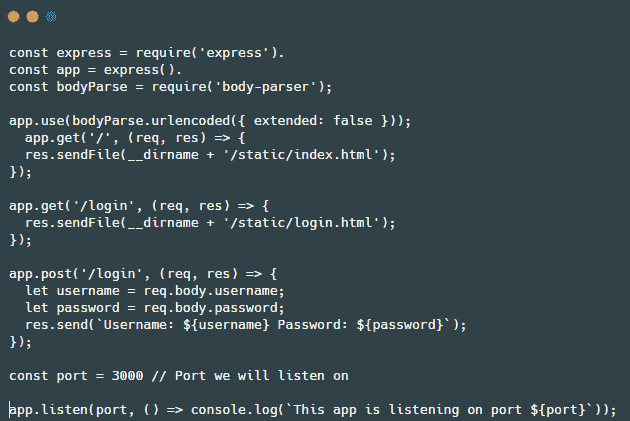 const express = require('express').
const app = express().
const bodyParse = require('body-parser');
app.use(bodyParse.urlencoded({ extended: false }));
  app.get('/', (req, res) => {
  res.sendFile(__dirname + '/static/index.html');
});
app.get('/login', (req, res) => {
  res.sendFile(__dirname + '/static/login.html');
});
app.post('/login', (req, res) => {
  let username = req.body.username;
  let password = req.body.password;
  res.send(`Username: ${username} Password: ${password}`);
});
const port = 3000 // Port we will listen on
app.listen(port, () => console.log(`This app is listening on port ${port}`));